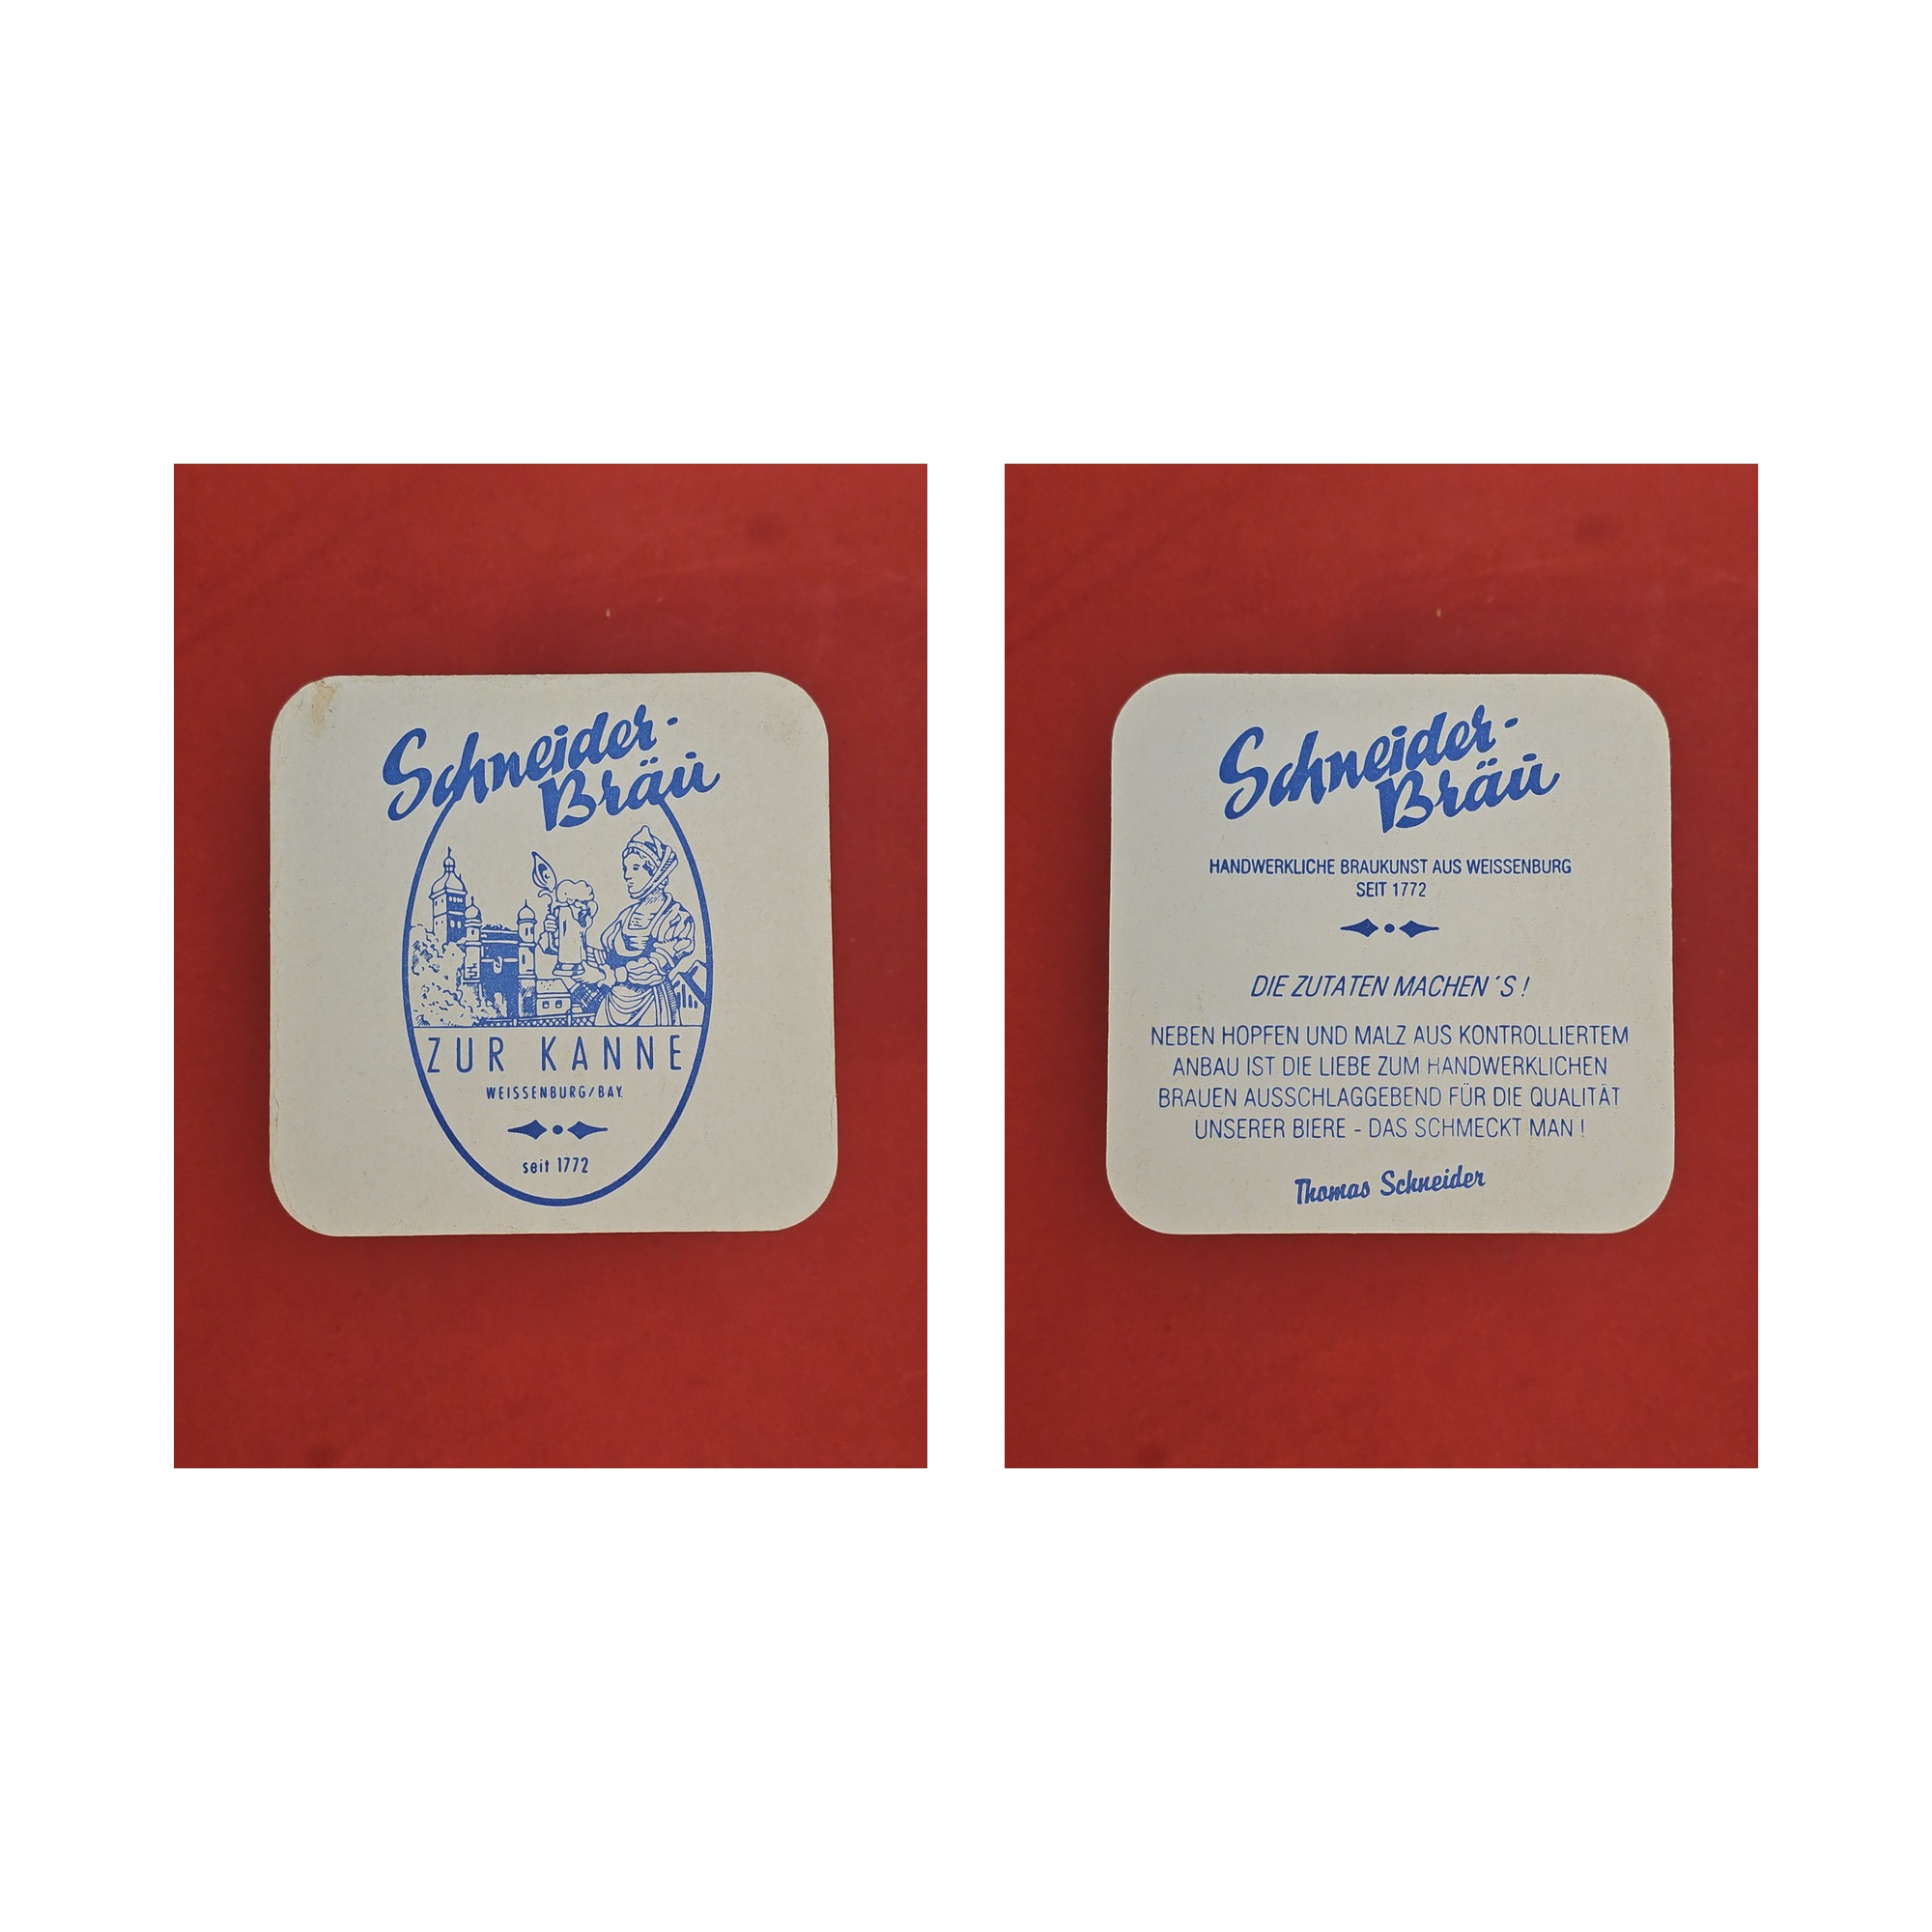 Schneider-
Bräu
ZUR KANNE
WEISSENBURG/BAY.
seit 1772
Schneider-
Bräu
HANDWERKLICHE BRAUKUNST AUS WEISSENBURG
SEIT 1772
DIE ZUTATEN MACHEN ´S !
NEBEN HOPFEN UND MALZ AUS KONTROLLIERTEM
ANBAU IST DIE LIEBE ZUM HANDWERKLICHEN
BRAUEN AUSSCHLAGGEBEND FÜR DIE QUALITÄT
UNSERER BIERE - DAS SCHMECKT MAN !
Thomas Schneider